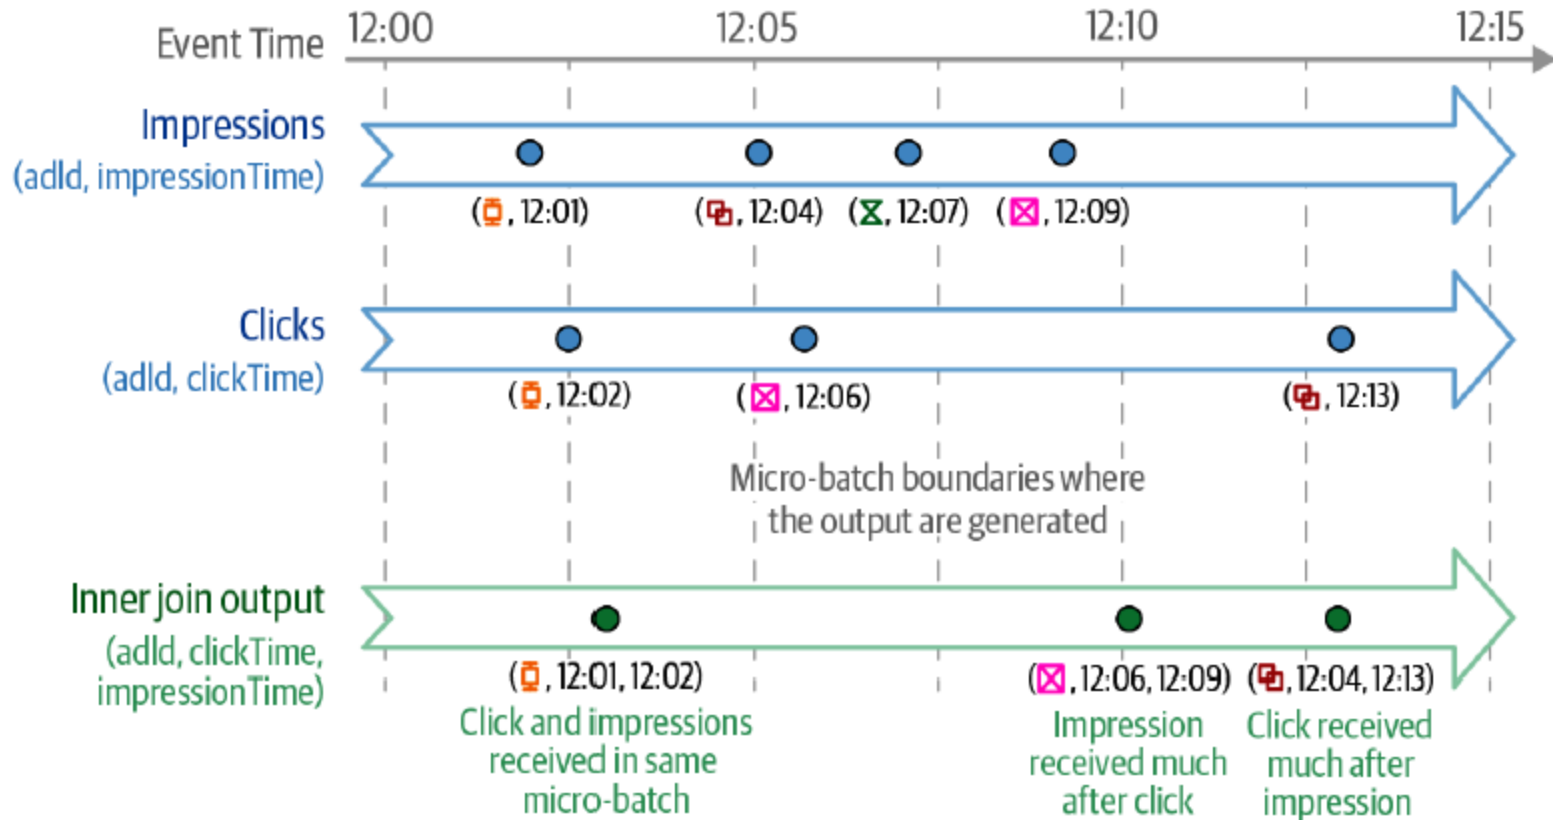 12:00 12:05 12:10 12:15
Event Time
Impressions
(adId, impressionTime)
( , 12:01) ( , 12:04) ( , 12:07) ( , 12:09)
Clicks
(adId, clickTime)
( , 12:02) ( , 12:06) ( , 12:13)
Micro-batch boundaries where
the output are generated
Inner join output
(adId, clickTime,
impressionTime)
( , 12:01, 12:02) ( , 12:06, 12:09) ( , 12:04, 12:13)
Click and impressions
received in same
micro-batch
Impression
received much
after click
Click received
much after
impression